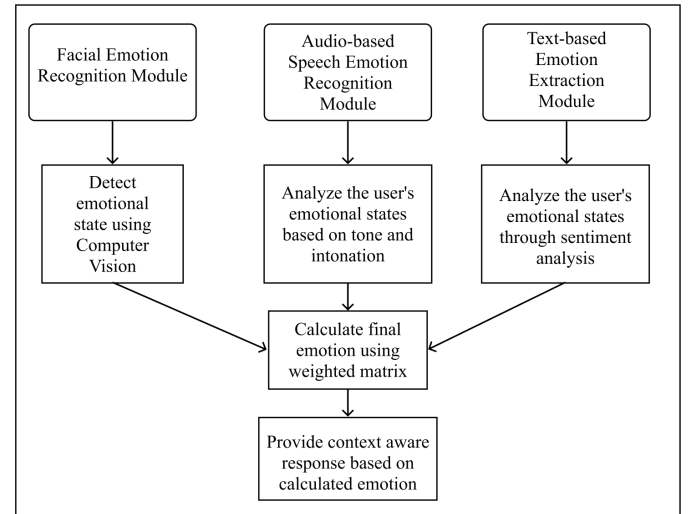 Facial Emotion
Recognition Module
Audio-based
Speech Emotion
Recognition
Module
Text-based
Emotion
Extraction
Module
Detect
emotional
state using
Computer
Vision
Analyze the user's
emotional states
based on tone and
intonation
Analyze the user's
emotional states
through sentiment
analysis
Calculate final
emotion using
weighted matrix
Provide context aware
response based on
calculated emotion